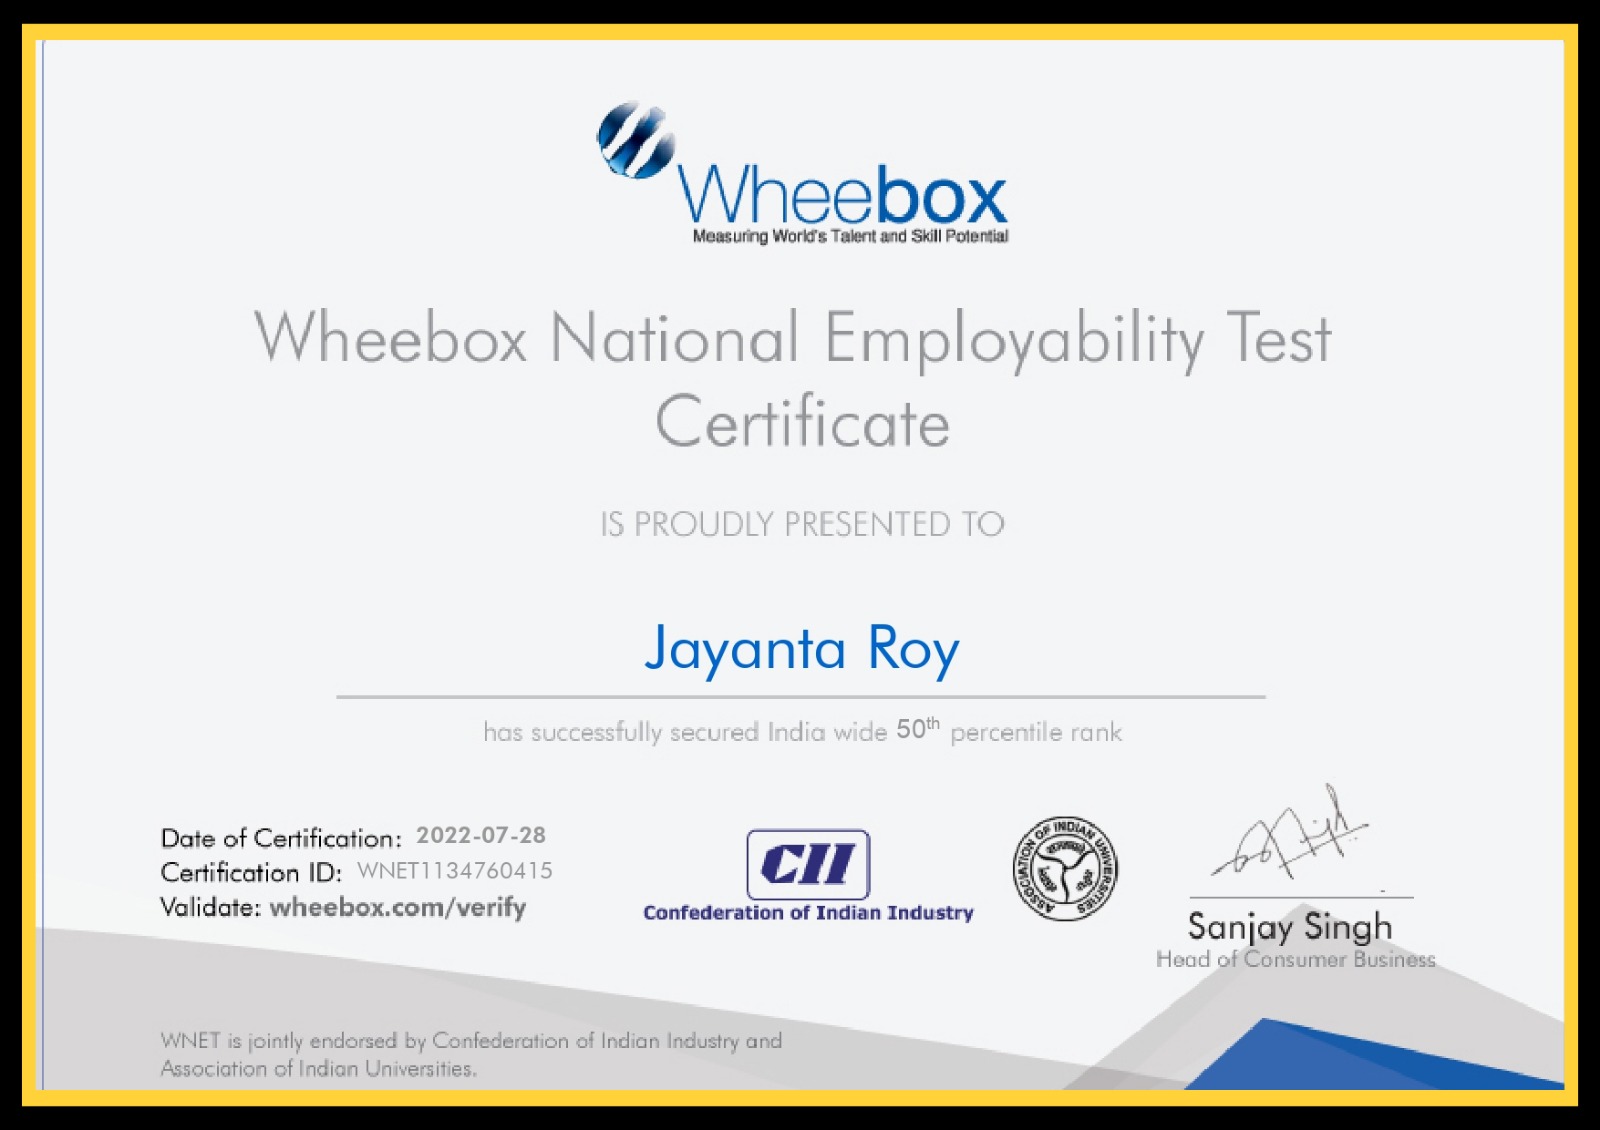 Wheebox
Measuring World's Talent and Skill Potential
Wheebox National Employability Test
Certificate
IS PROUDLY PRESENTED TO
Jayanta Roy
has successfully secured India wide 50th percentile rank
Date of Certification: 2022-07-28
Certification ID: WNET1134760415
Validate: wheebox.com/verify
CII
Confederation of Indian Industry
ASSOCIATION OF INDIAN UNIVERSITIES
Sanjay Singh
Head of Consumer Business
WNET is jointly endorsed by Confederation of Indian Industry and
Association of Indian Universities.